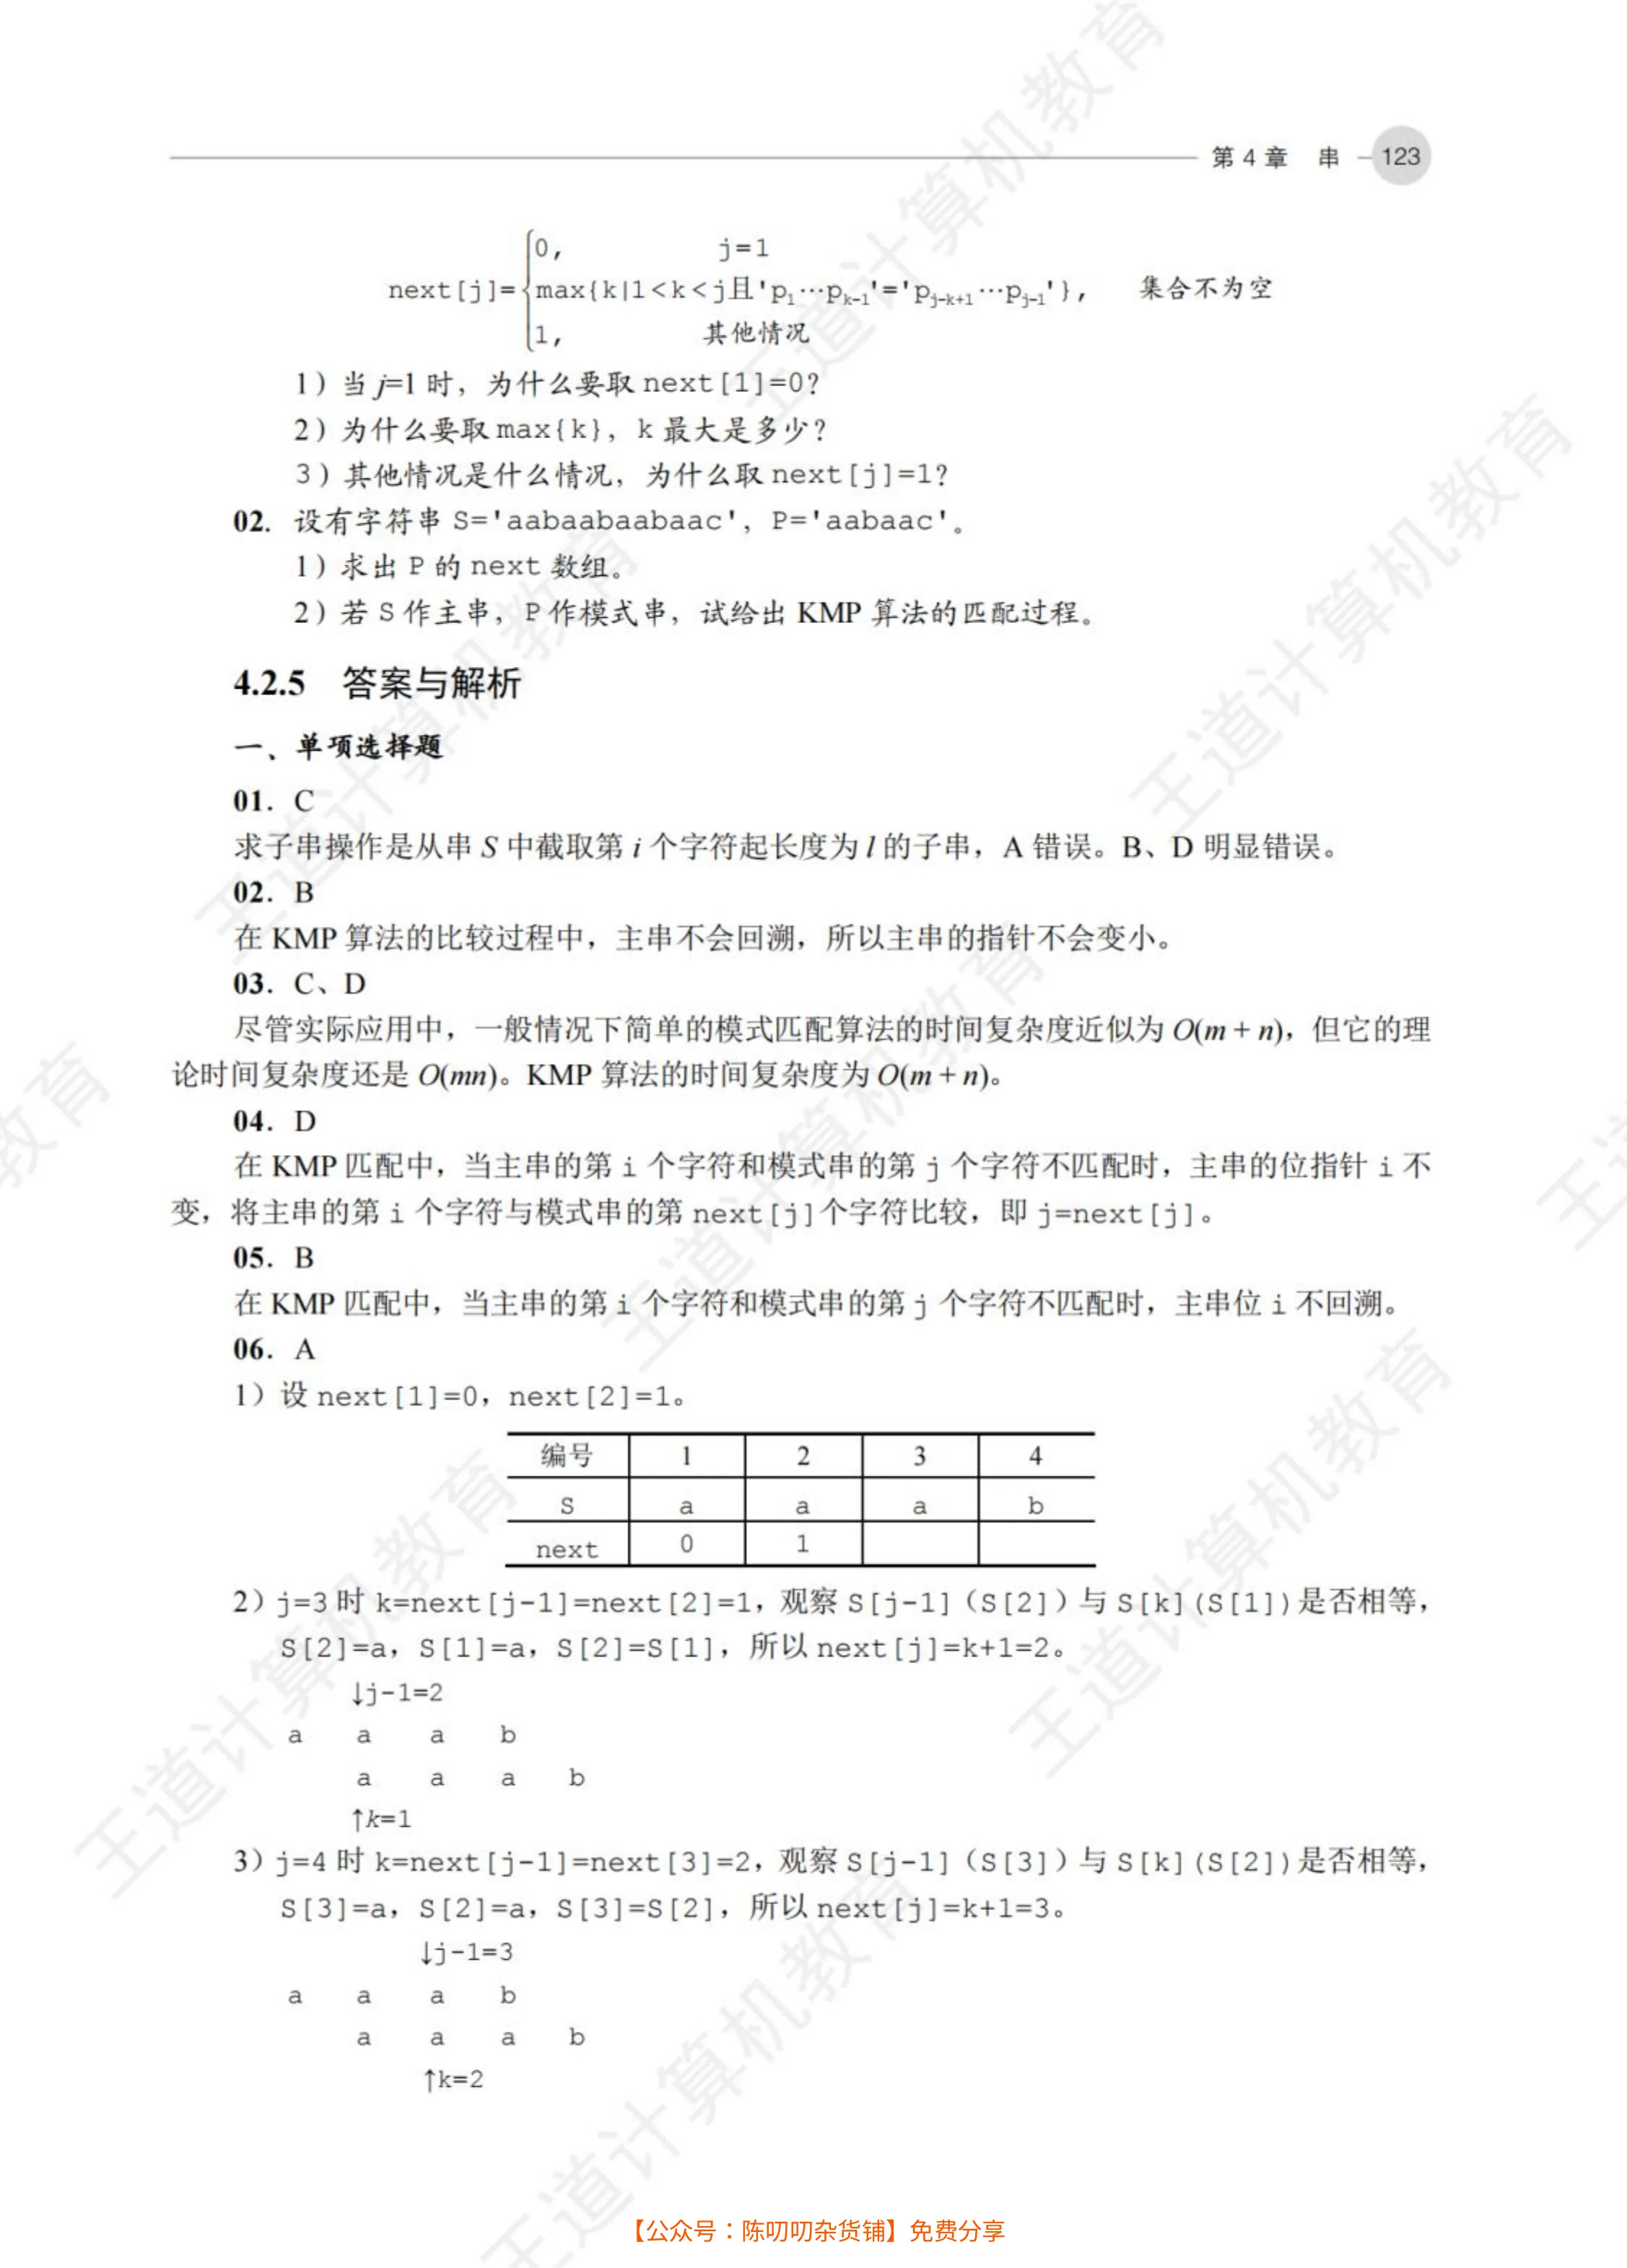 第 4 章 串 123
next[j]={0, j=1
max{k|1<k<j且'p1…pk-1'='pj-k+1…pj-1'}, 集合不为空
1, 其他情况
1）当 j=1 时，为什么要取 next[1]=0？
2）为什么要取 max{k}，k 最大是多少？
3）其他情况是什么情况，为什么取 next[j]=1？
02. 设有字符串 S='aabaabaabaac'，P='aabaac'。
1）求出 P 的 next 数组。
2）若 S 作主串，P 作模式串，试给出 KMP 算法的匹配过程。
4.2.5 答案与解析
一、单项选择题
01. C
求子串操作是从串 S 中截取第 i 个字符起长度为 l 的子串，A 错误。B、D 明显错误。
02. B
在 KMP 算法的比较过程中，主串不会回溯，所以主串的指针不会变小。
03. C、D
尽管实际应用中，一般情况下简单的模式匹配算法的时间复杂度近似为 O(m + n)，但它的理
论时间复杂度还是 O(mn)。KMP 算法的时间复杂度为 O(m + n)。
04. D
在 KMP 匹配中，当主串的第 i 个字符和模式串的第 j 个字符不匹配时，主串的位指针 i 不
变，将主串的第 i 个字符与模式串的第 next[j]个字符比较，即 j=next[j]。
05. B
在 KMP 匹配中，当主串的第 i 个字符和模式串的第 j 个字符不匹配时，主串位 i 不回溯。
06. A
1）设 next[1]=0，next[2]=1。
编号 1 2 3 4
S a a a b
next 0 1
2）j=3 时 k=next[j-1]=next[2]=1，观察 S[j-1]（S[2]）与 S[k](S[1])是否相等，
S[2]=a，S[1]=a，S[2]=S[1]，所以 next[j]=k+1=2。
↓j-1=2
a a a b
a a a b
↑k=1
3）j=4 时 k=next[j-1]=next[3]=2，观察 S[j-1]（S[3]）与 S[k](S[2])是否相等，
S[3]=a，S[2]=a，S[3]=S[2]，所以 next[j]=k+1=3。
↓j-1=3
a a a b
a a a b
↑k=2
【公众号：陈叨叨杂货铺】免费分享
王道计算机教育